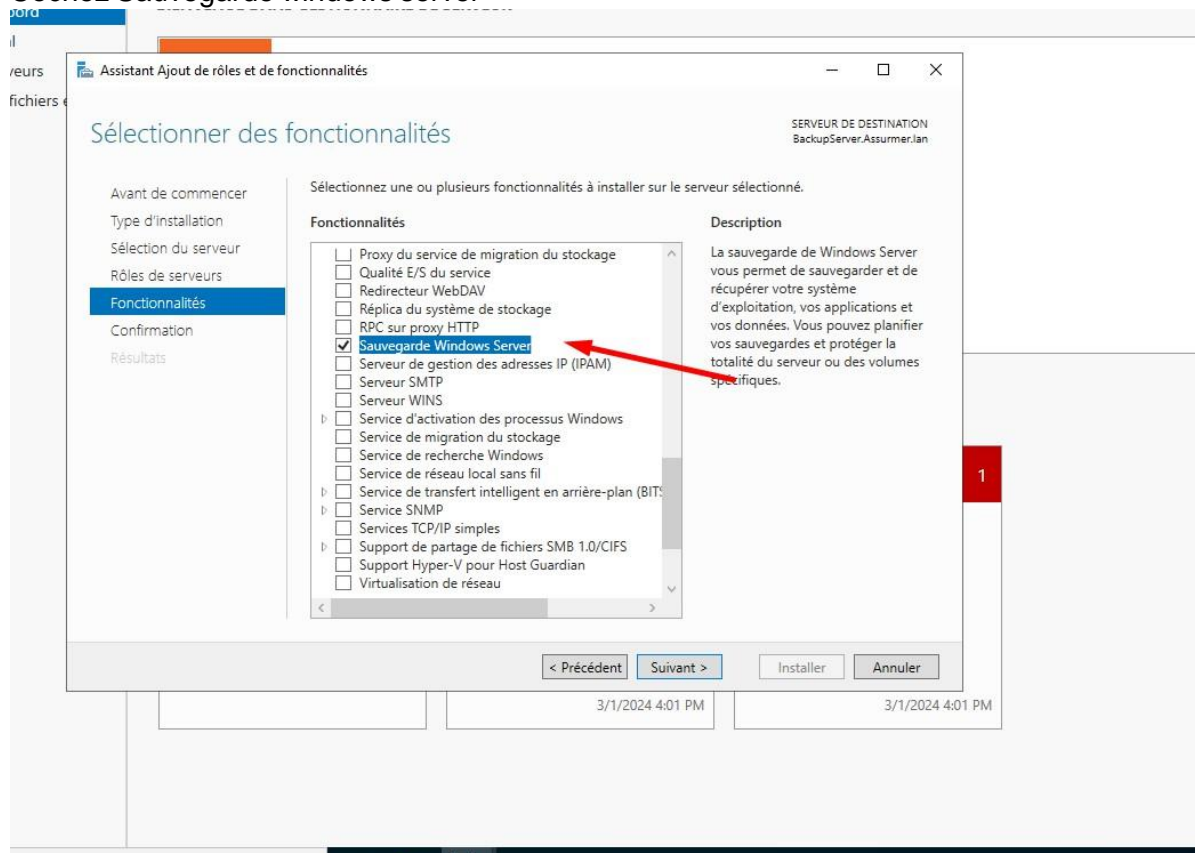 Sauvegarde windows server
Assistant Ajout de rôles et de fonctionnalités
Sélectionner des fonctionnalités
SERVEUR DE DESTINATION
BackupServer.Assurmer.lan
Avant de commencer
Type d'installation
Sélection du serveur
Rôles de serveurs
Fonctionnalités
Confirmation
Résultats
Sélectionnez une ou plusieurs fonctionnalités à installer sur le serveur sélectionné.
Fonctionnalités
Proxy du service de migration du stockage
Qualité E/S du service
Redirecteur WebDAV
Réplica du système de stockage
RPC sur proxy HTTP
Sauvegarde Windows Server
Serveur de gestion des adresses IP (IPAM)
Serveur SMTP
Serveur WINS
Service d'activation des processus Windows
Service de migration du stockage
Service de recherche Windows
Service de réseau local sans fil
Service de transfert intelligent en arrière-plan (BITS
Service SNMP
Services TCP/IP simples
Support de partage de fichiers SMB 1.0/CIFS
Support Hyper-V pour Host Guardian
Virtualisation de réseau
Description
La sauvegarde de Windows Server
vous permet de sauvegarder et de
récupérer votre système
d'exploitation, vos applications et
vos données. Vous pouvez planifier
vos sauvegardes et protéger la
totalité du serveur ou des volumes
spécifiques.
< Précédent
Suivant >
Installer
Annuler
1
3/1/2024 4:01 PM
3/1/2024 4:01 PM